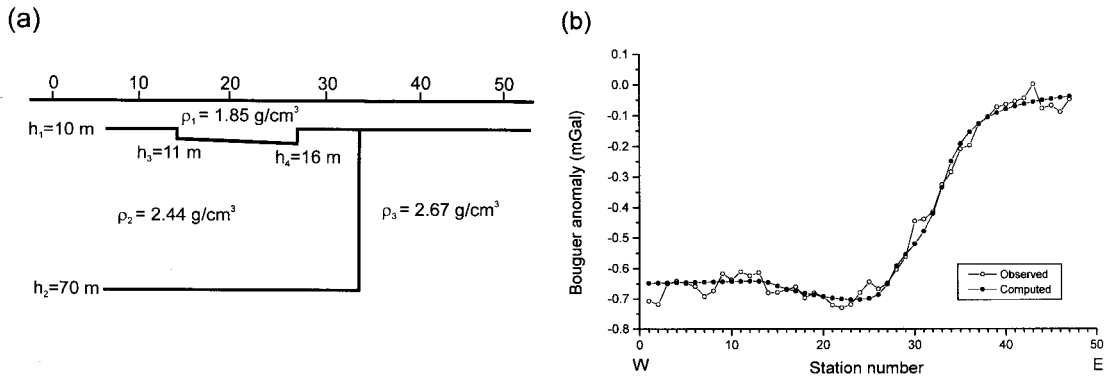 (a)
0 10 20 30 40 50
ρ₁ = 1.85 g/cm³
h₁=10 m
h₃=11 m
h₄=16 m
ρ₂ = 2.44 g/cm³
ρ₃ = 2.67 g/cm³
h₂=70 m
(b)
Bouguer anomaly (mGal)
0.1
0.0
-0.1
-0.2
-0.3
-0.4
-0.5
-0.6
-0.7
-0.8
Observed
Computed
0 10 20 30 40 50
W Station number E